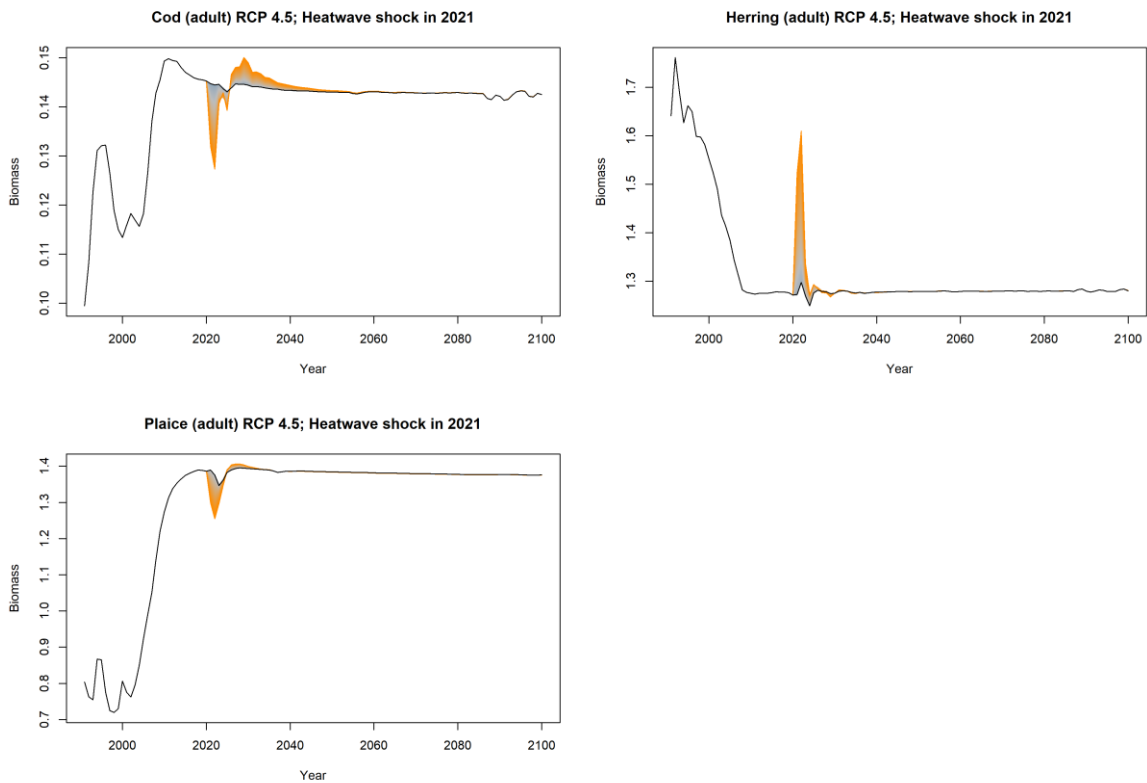 Cod (adult) RCP 4.5; Heatwave shock in 2021
Biomass
0.15
0.14
0.13
0.12
0.11
0.10
2000 2020 2040 2060 2080 2100
Year
Herring (adult) RCP 4.5; Heatwave shock in 2021
Biomass
1.7
1.6
1.5
1.4
1.3
2000 2020 2040 2060 2080 2100
Year
Plaice (adult) RCP 4.5; Heatwave shock in 2021
Biomass
1.4
1.3
1.2
1.1
1.0
0.9
0.8
0.7
2000 2020 2040 2060 2080 2100
Year